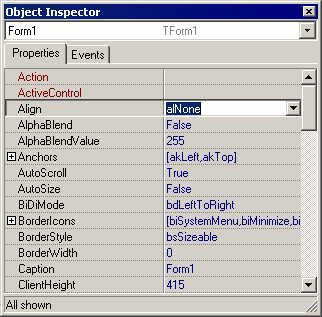 Object Inspector
Form1 TForm1
Properties Events
Action
ActiveControl
Align alNone
AlphaBlend False
AlphaBlendValue 255
Anchors [akLeft,akTop]
AutoScroll True
AutoSize False
BiDiMode bdLeftToRight
BorderIcons [biSystemMenu,biMinimize,bi
BorderStyle bsSizeable
BorderWidth 0
Caption Form1
ClientHeight 415
All shown